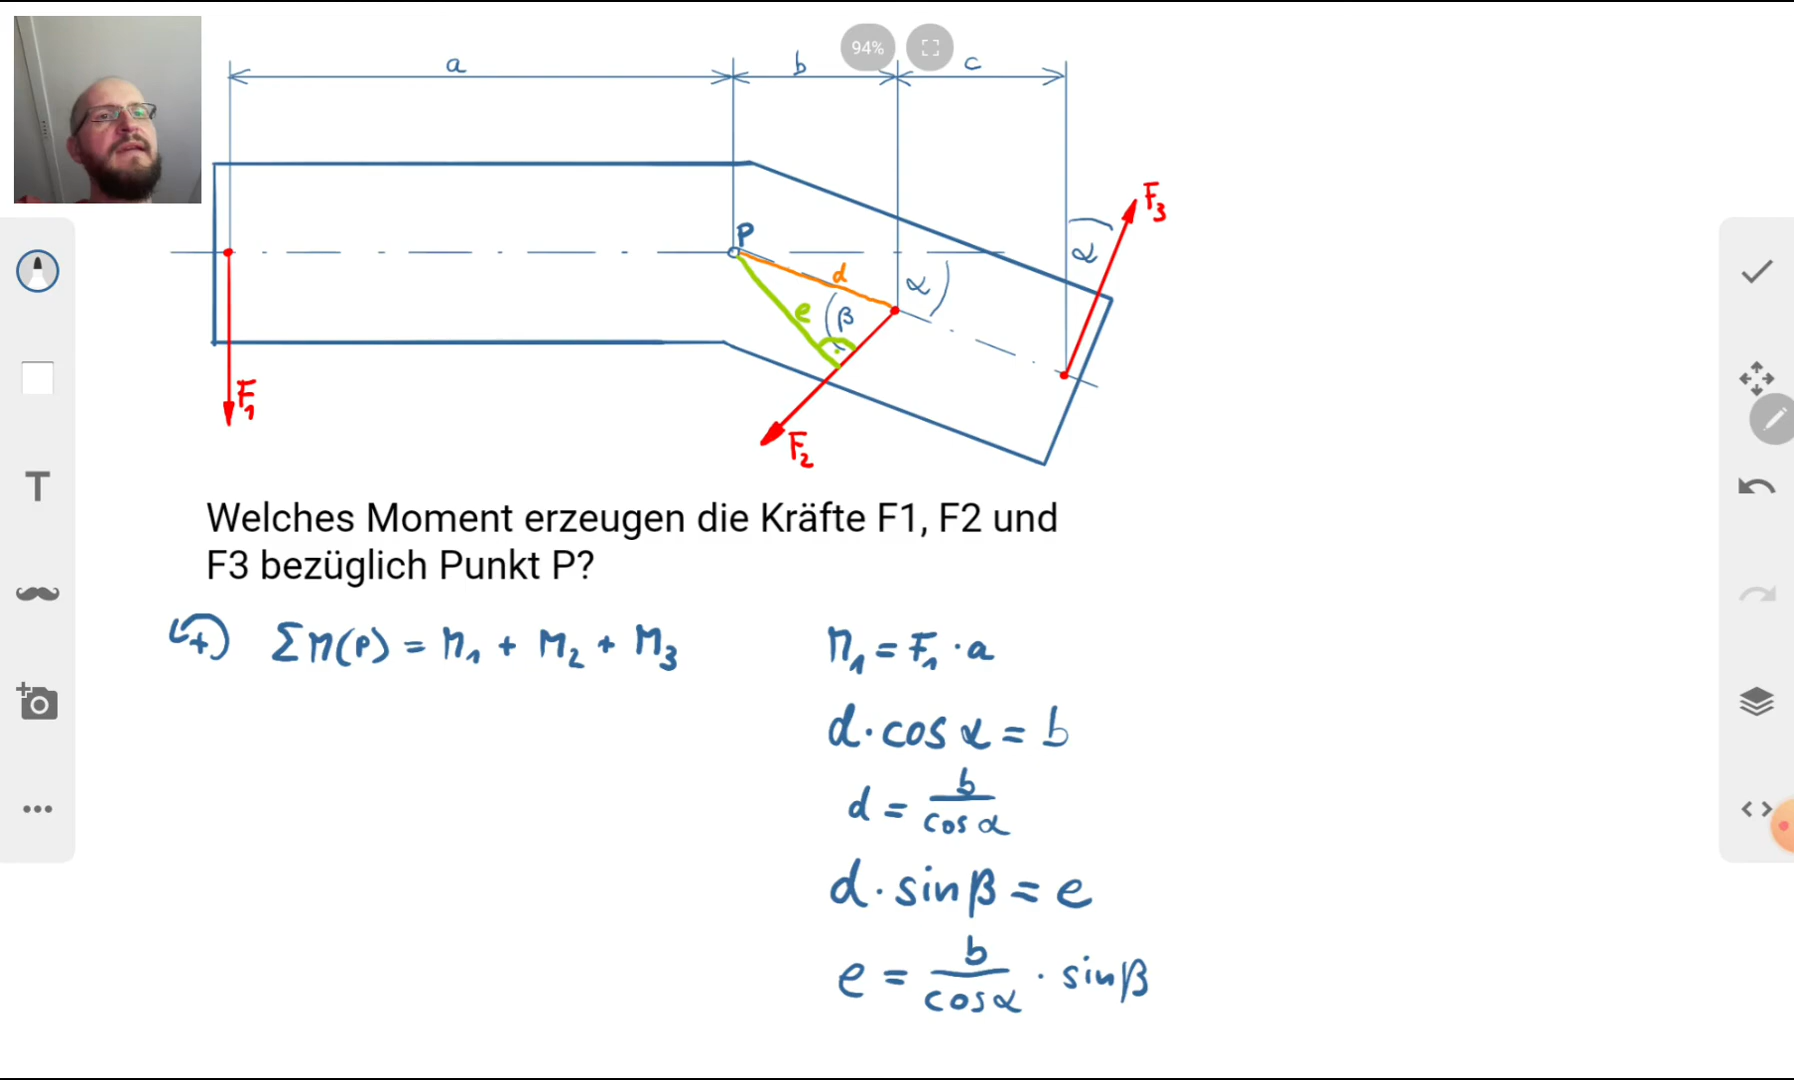 94%
a
b
c
F₃
P
d
α
α
e
β
F₁
F₂
Welches Moment erzeugen die Kräfte F1, F2 und
F3 bezüglich Punkt P?
+ ΣM(P) = M₁ + M₂ + M₃
M₁ = F₁ · a
d · cos α = b
d = b / cos α
d · sin β = e
e = b / cos α · sin β
T